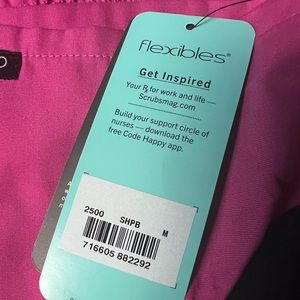 flexibles®
Get Inspired
Your ℞ for work and life —
Scrubsmag.com
Build your support circle of
nurses — download the
free Code Happy app.
2500 SHPB M
716605 882292